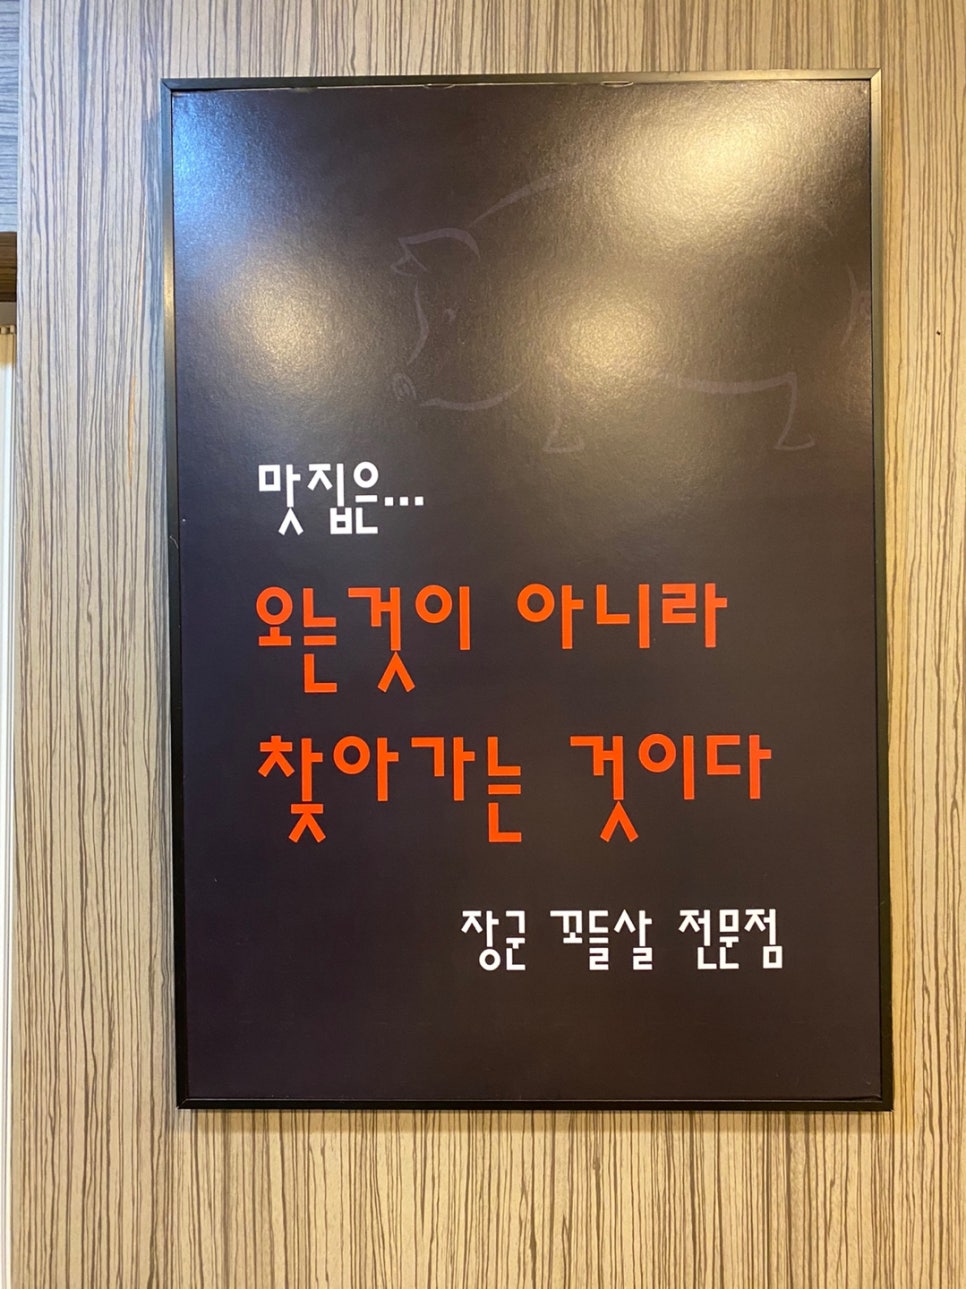 맛집은...
오는것이 아니라
찾아가는 것이다
장군 꼬들살 전문점